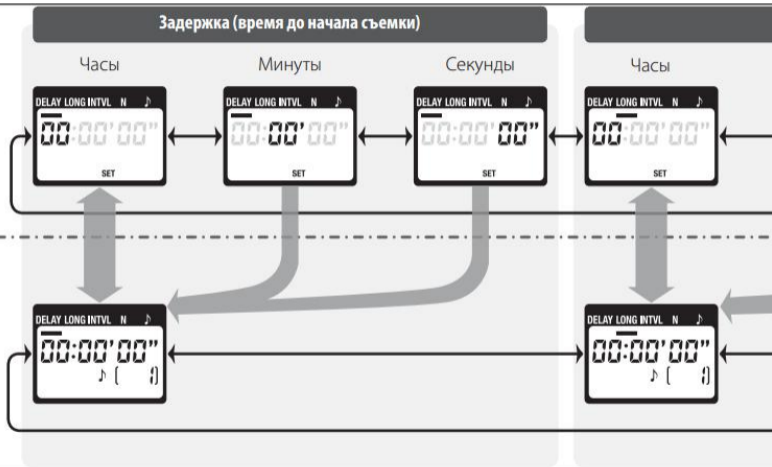 Задержка (время до начала съемки)
Часы Минуты Секунды Часы
DELAY LONG INTVL N ♪ DELAY LONG INTVL N ♪ DELAY LONG INTVL N ♪ DELAY LONG INTVL N ♪
00:00'00" 00:00'00" 00:00'00" 00:00'00"
SET SET SET SET
DELAY LONG INTVL N ♪ DELAY LONG INTVL N ♪
00:00'00" 00:00'00"
♪ [ 1] ♪ [ 1]